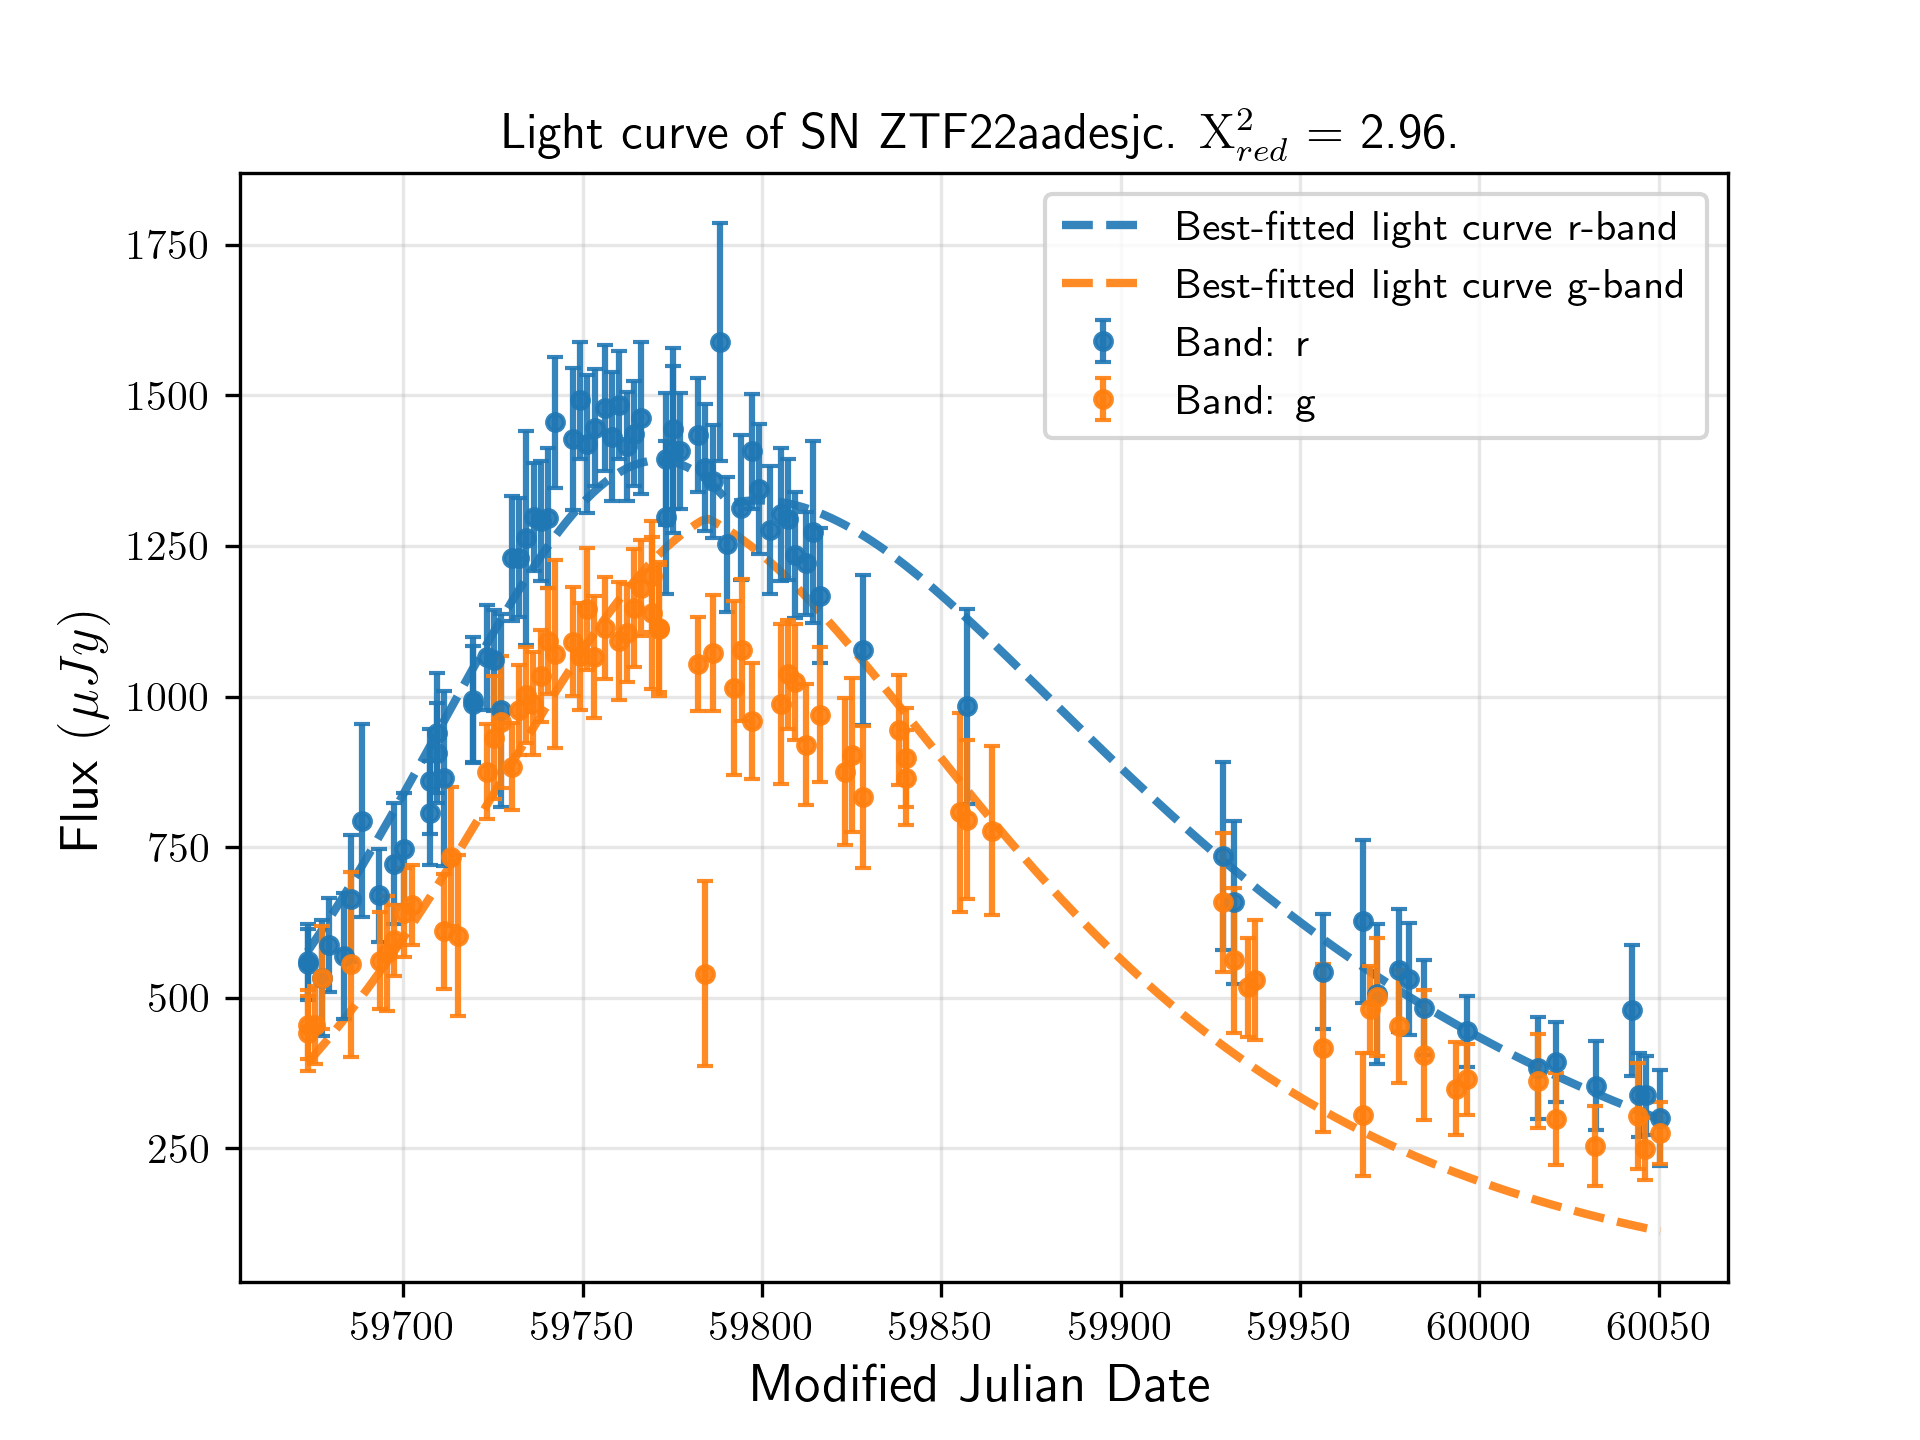 Light curve of SN ZTF22aadesjc. X²_red = 2.96.
Best-fitted light curve r-band
Best-fitted light curve g-band
Band: r
Band: g
Flux (μJy)
1750
1500
1250
1000
750
500
250
59700 59750 59800 59850 59900 59950 60000 60050
Modified Julian Date